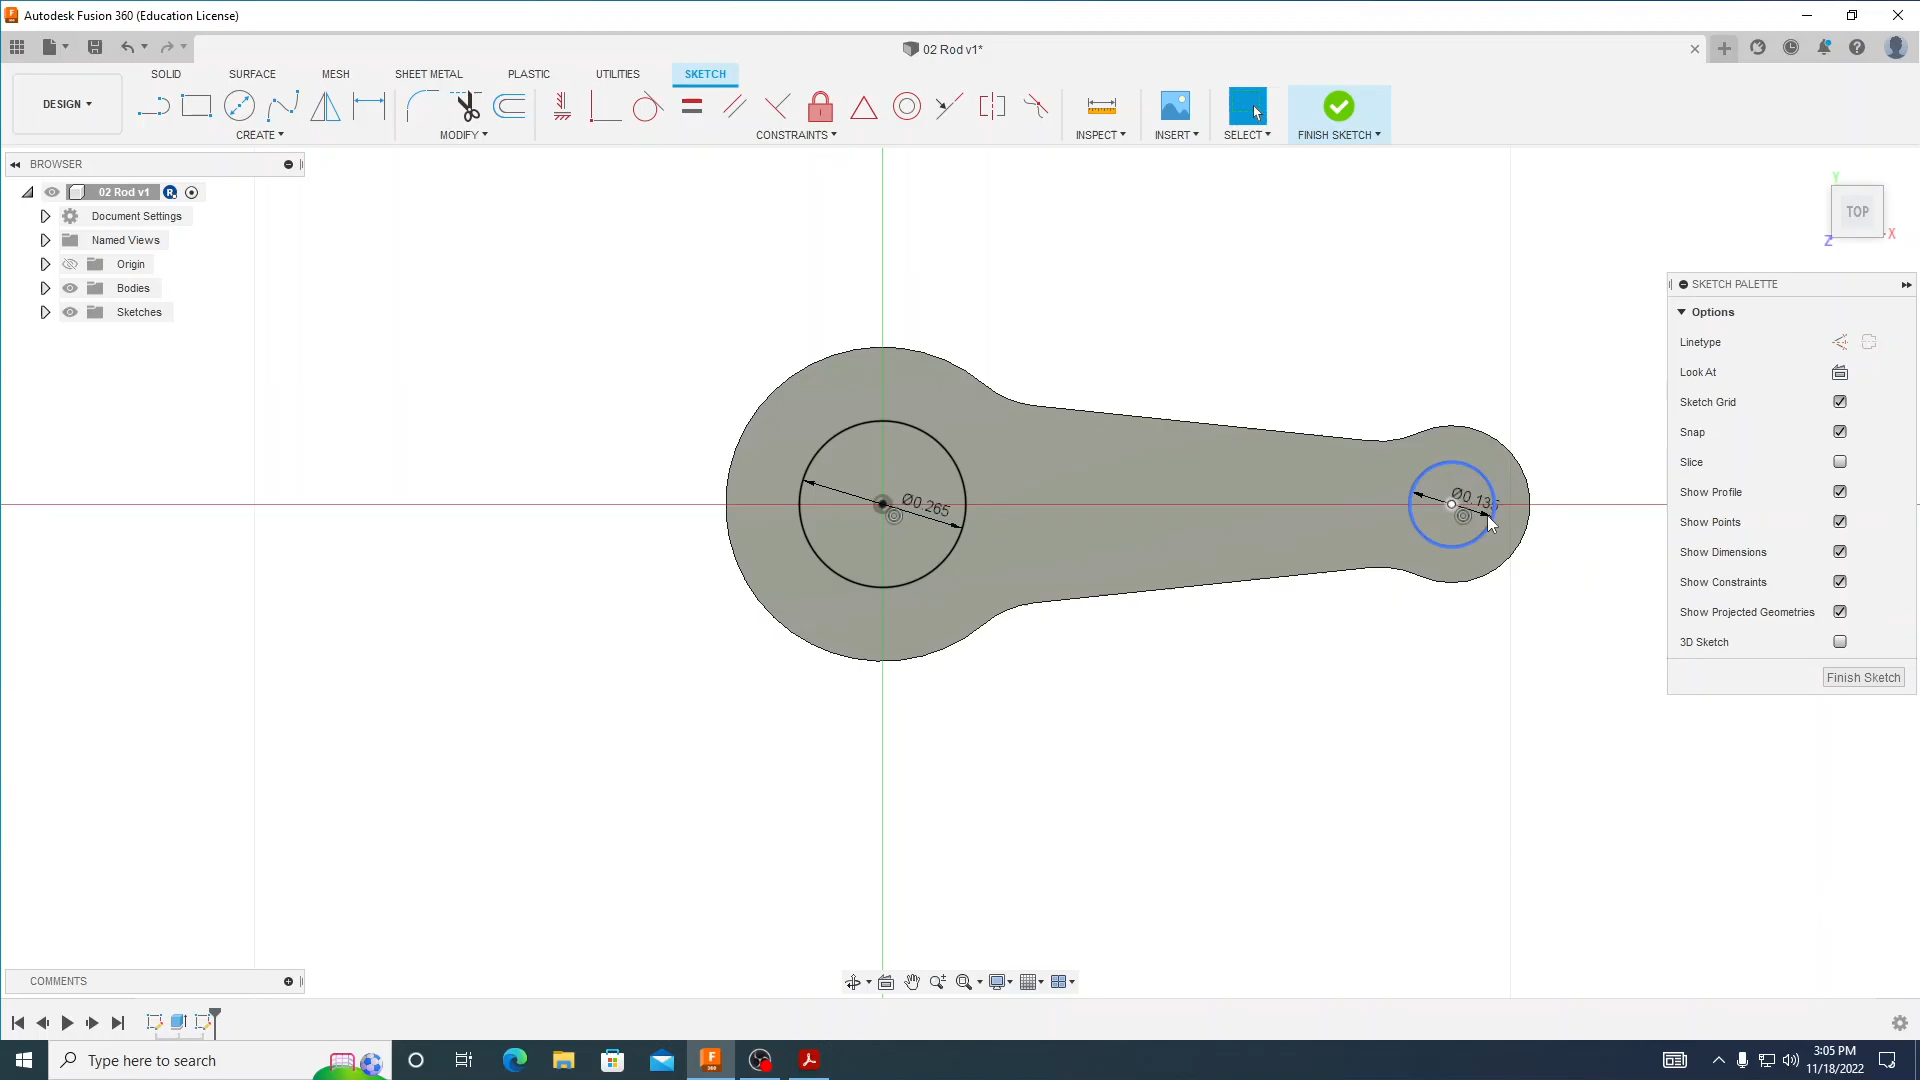 Autodesk Fusion 360 (Education License)
02 Rod v1*
SOLID SURFACE MESH SHEET METAL PLASTIC UTILITIES SKETCH
DESIGN
CREATE MODIFY CONSTRAINTS INSPECT INSERT SELECT FINISH SKETCH
BROWSER
02 Rod v1
Document Settings
Named Views
Origin
Bodies
Sketches
Y
TOP
X
Z
SKETCH PALETTE
Options
Linetype
Look At
Sketch Grid
Snap
Slice
Show Profile
Show Points
Show Dimensions
Show Constraints
Show Projected Geometries
3D Sketch
Finish Sketch
Ø0.265
Ø0.135
COMMENTS
Type here to search
3:05 PM
11/18/2022